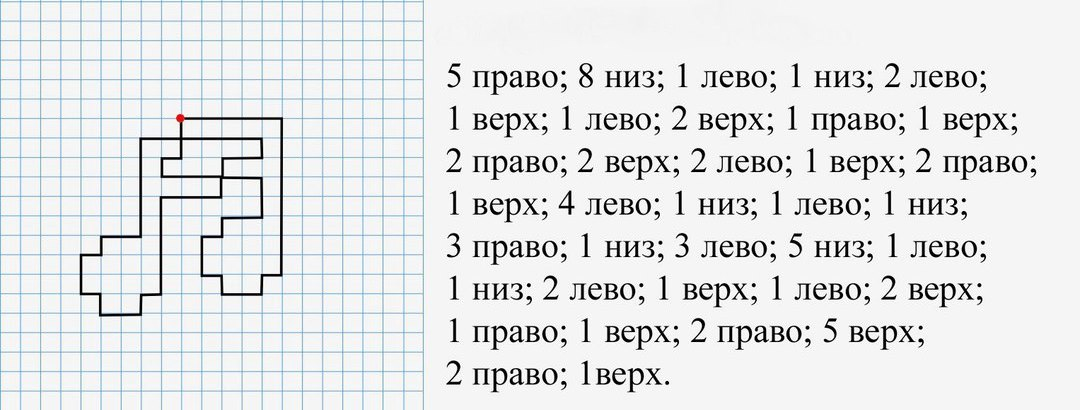 5 право; 8 низ; 1 лево; 1 низ; 2 лево;
1 верх; 1 лево; 2 верх; 1 право; 1 верх;
2 право; 2 верх; 2 лево; 1 верх; 2 право;
1 верх; 4 лево; 1 низ; 1 лево; 1 низ;
3 право; 1 низ; 3 лево; 5 низ; 1 лево;
1 низ; 2 лево; 1 верх; 1 лево; 2 верх;
1 право; 1 верх; 2 право; 5 верх;
2 право; 1верх.